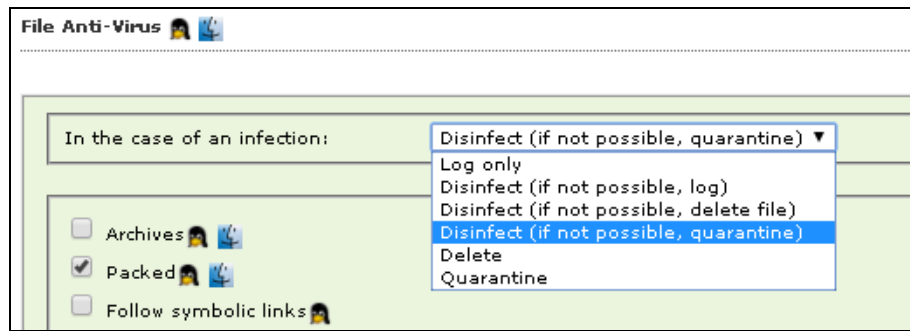 File Anti-Virus
In the case of an infection:
Disinfect (if not possible, quarantine)
Log only
Disinfect (if not possible, log)
Disinfect (if not possible, delete file)
Disinfect (if not possible, quarantine)
Delete
Quarantine
Archives
Packed
Follow symbolic links